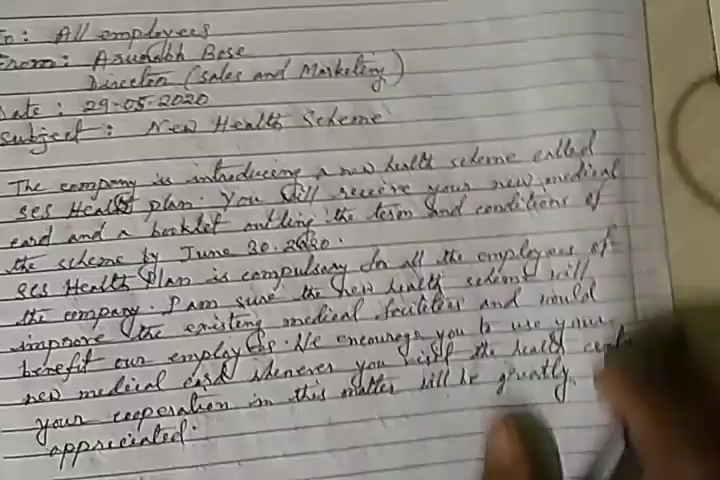 To: All employees
From: Arunabh Bose
Director (Sales and Marketing)
Date: 29-05-2020
Subject: New Health Scheme
The company is introducing a new health scheme called
SCS Health plan. You will receive your new medical
card and a booklet outling the term and conditions of
the scheme by June 30.2020.
SCS Health Plan is compulsory for all the employees of
the company. I am sure the new health scheme will
improve the existing medical facilities and would
benefit our employees. We encourage you to use your
new medical card whenever you visit the health
your cooperation in this matter will be greatly
appreciated.